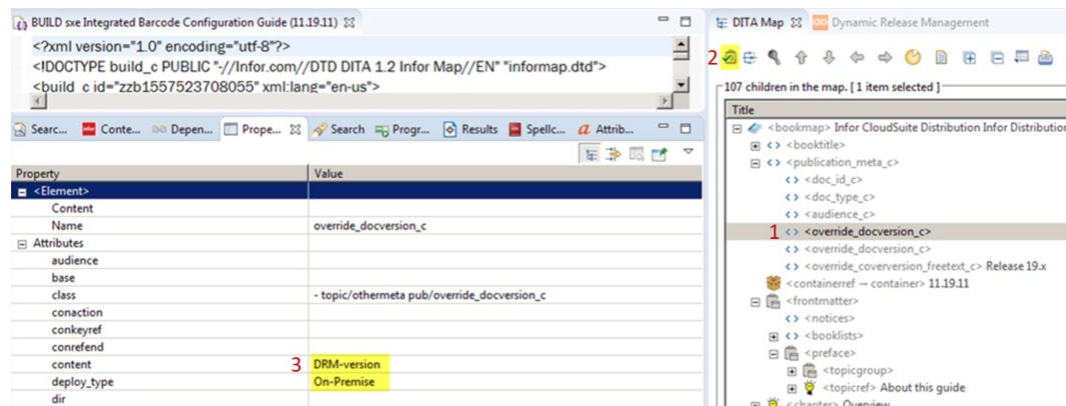 BUILD sxe Integrated Barcode Configuration Guide (11.19.11)
<?xml version="1.0" encoding="utf-8"?>
<!DOCTYPE build_c PUBLIC "-//Infor.com//DTD DITA 1.2 Infor Map//EN" "informap.dtd">
<build_c id="zzb1557523708055" xml:lang="en-us">
Searc... Conte... Depen... Prope... Search Progr... Results Spellc... Attrib...
Property Value
<Element>
Content
Name override_docversion_c
Attributes
audience
base
class - topic/othermeta pub/override_docversion_c
conaction
conkeyref
conrefend
3
content DRM-version
deploy_type On-Premise
dir
DITA Map Dynamic Release Management
2
107 children in the map. [ 1 item selected ]
Title
<bookmap> Infor CloudSuite Distribution Infor Distribution
<booktitle>
<publication_meta_c>
<doc_id_c>
<doc_type_c>
<audience_c>
1 <override_docversion_c>
<override_docversion_c>
<override_coverversion_freetext_c> Release 19.x
<containerref → container> 11.19.11
<frontmatter>
<notices>
<booklists>
<preface>
<topicgroup>
<topicref> About this guide
<chapter> Overview